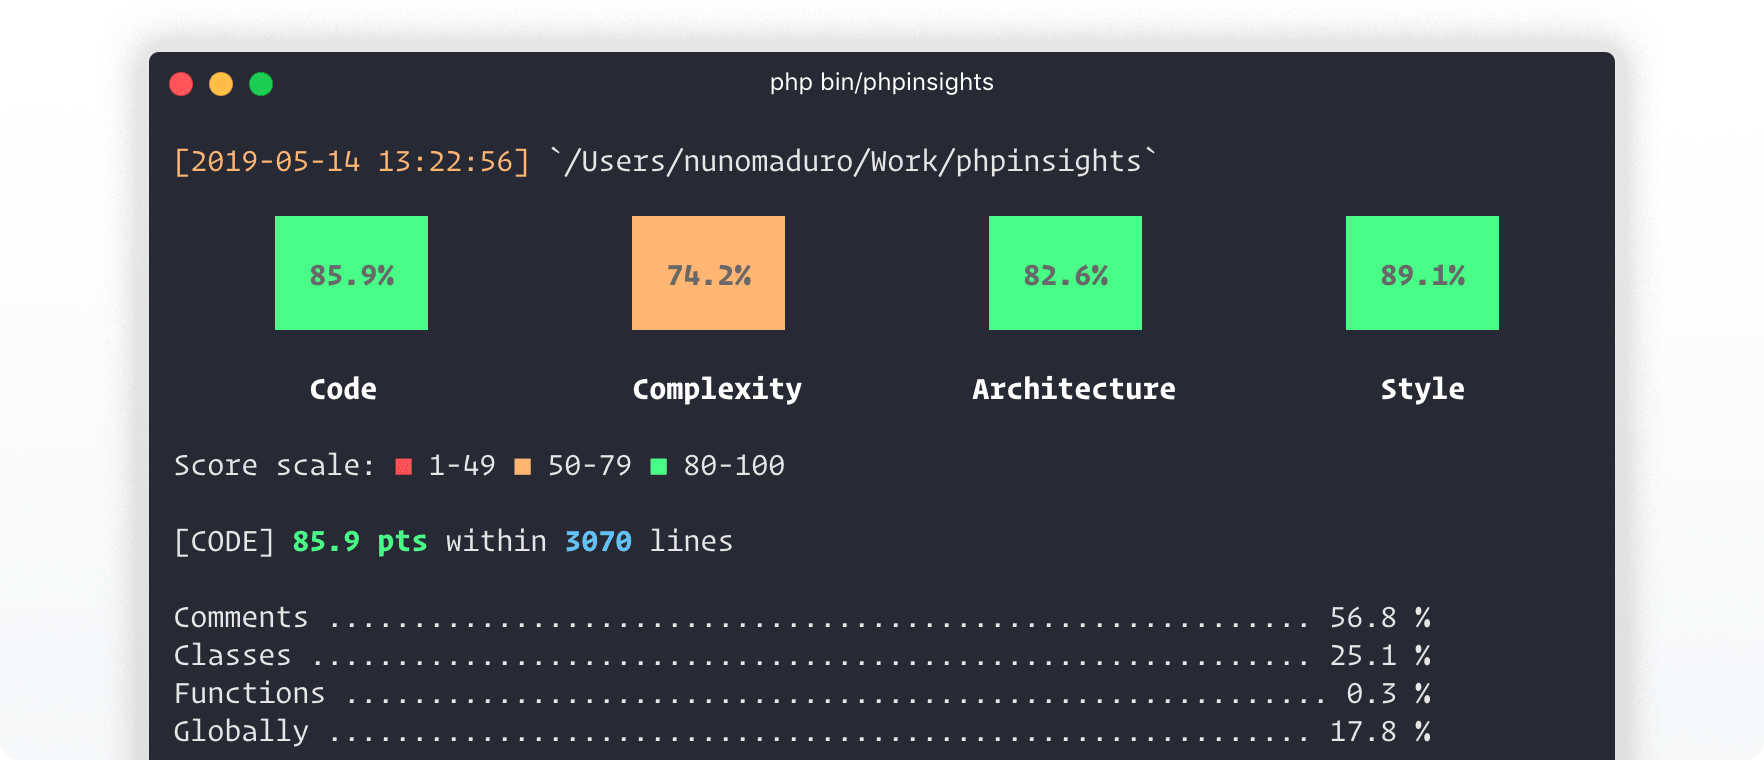 php bin/phpinsights
[2019-05-14 13:22:56] `/Users/nunomaduro/Work/phpinsights`
85.9% 74.2% 82.6% 89.1%
Code Complexity Architecture Style
Score scale: 1-49 50-79 80-100
[CODE] 85.9 pts within 3070 lines
Comments .......................................................... 56.8 %
Classes ........................................................... 25.1 %
Functions .......................................................... 0.3 %
Globally .......................................................... 17.8 %